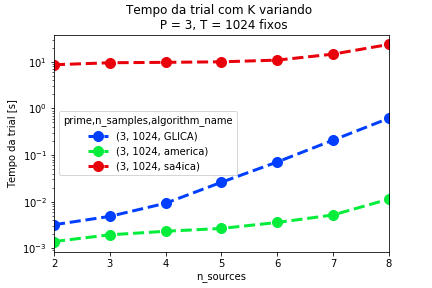 Tempo da trial com K variando
P = 3, T = 1024 fixos
Tempo da trial [s]
10¹
10⁰
10⁻¹
10⁻²
10⁻³
prime,n_samples,algorithm_name
(3, 1024, GLICA)
(3, 1024, america)
(3, 1024, sa4ica)
2 3 4 5 6 7 8
n_sources